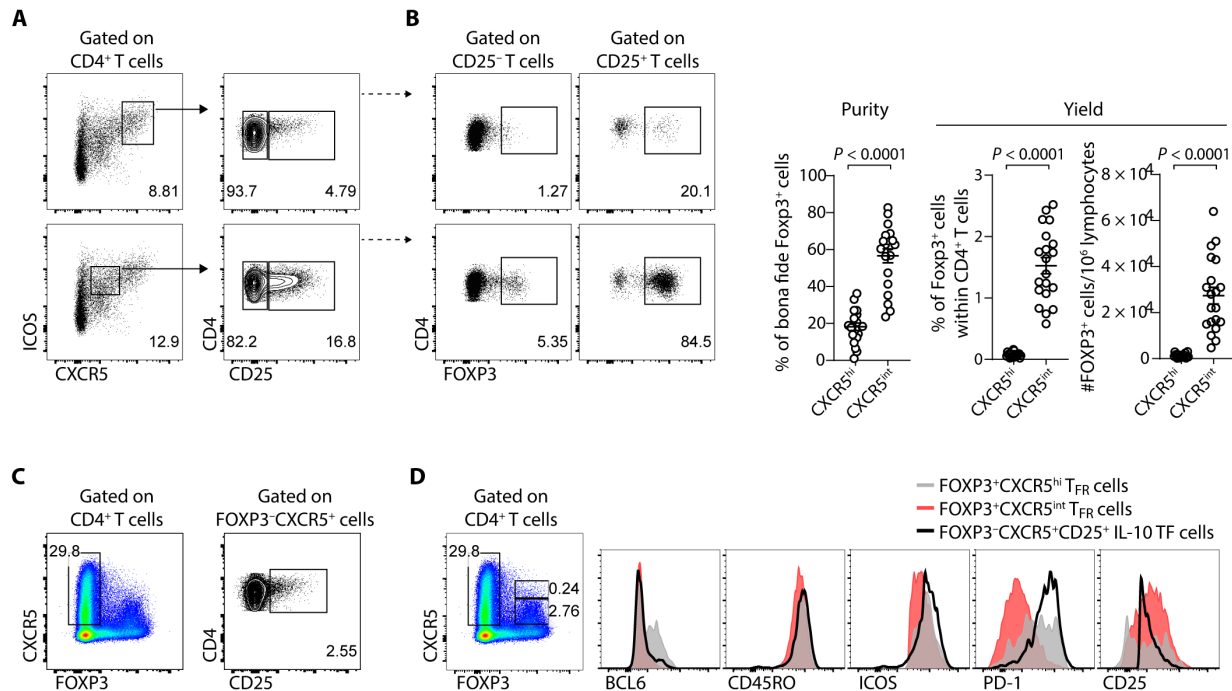 A
Gated on
CD4⁺ T cells
8.81
93.7
4.79
ICOS
CXCR5
12.9
CD4
82.2
16.8
CD25
B
Gated on
CD25⁻ T cells
Gated on
CD25⁺ T cells
1.27
20.1
CD4
5.35
84.5
FOXP3
Purity
P < 0.0001
% of bona fide Foxp3⁺ cells
100
80
60
40
20
0
CXCR5ʰⁱ
CXCR5ⁱⁿᵗ
Yield
P < 0.0001
% of Foxp3⁺ cells
within CD4⁺ T cells
3
2
1
0
CXCR5ʰⁱ
CXCR5ⁱⁿᵗ
P < 0.0001
#FOXP3⁺ cells/10⁶ lymphocytes
8 × 10⁴
6 × 10⁴
4 × 10⁴
2 × 10⁴
0
CXCR5ʰⁱ
CXCR5ⁱⁿᵗ
C
Gated on
CD4⁺ T cells
29.8
CXCR5
FOXP3
Gated on
FOXP3⁻CXCR5⁺ cells
CD4
2.55
CD25
D
Gated on
CD4⁺ T cells
29.8
0.24
2.76
CXCR5
FOXP3
FOXP3⁺CXCR5ʰⁱ TFR cells
FOXP3⁺CXCR5ⁱⁿᵗ TFR cells
FOXP3⁻CXCR5⁺CD25⁺ IL-10 TF cells
BCL6
CD45RO
ICOS
PD-1
CD25